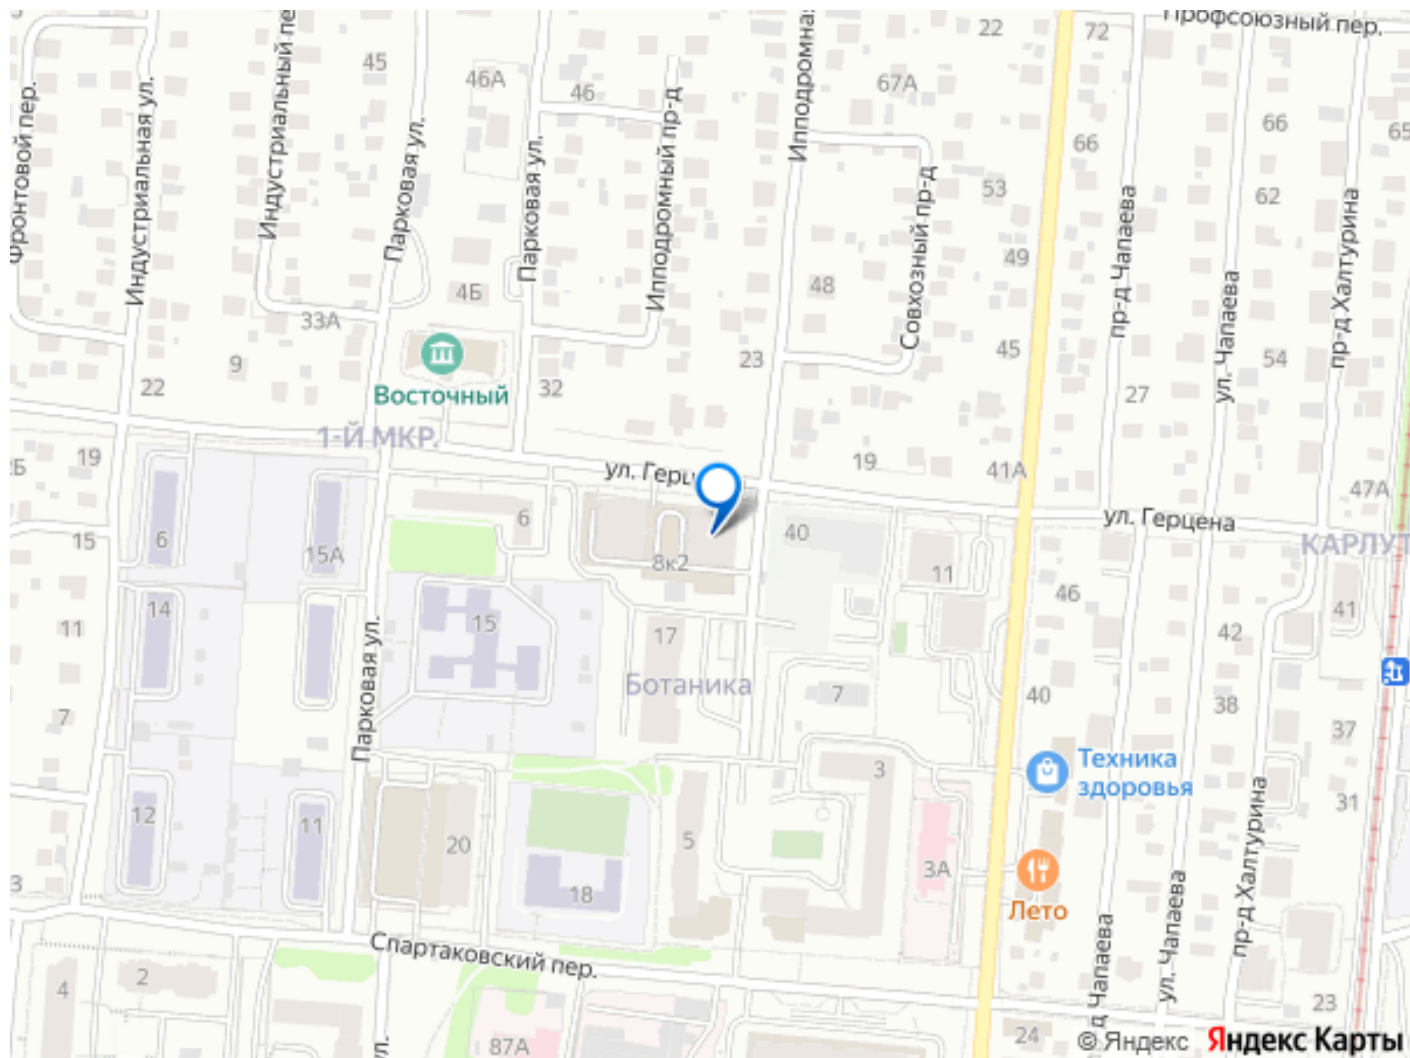 Профсоюзный пер.
22
72
45
46А
46
67А
Фронтовой пер.
Индустриальная ул.
Индустриальный пе
Парковая ул.
Парковая ул.
Ипподромный пр-д
Ипподромная
Совхозный пр-д
66
66
65
53
62
49
пр-д Чапаева
ул. Чапаева
пр-д Халтурина
4Б
48
33А
9
Восточный
23
45
54
22
32
27
1-Й МКР.
19
ул. Герц
19
41А
47А
15
6
15А
6
8к2
40
11
ул. Герцена
КАРЛУТ
14
11
15
17
46
41
42
Ботаника
7
40
38
37
7
Парковая ул.
Техника
здоровья
3
31
12
11
20
5
3А
18
Лето
3
пр-д Халтурина
ул. Чапаева
д Чапаева
Спартаковский пер.
4
2
87А
ул.
24
23
© Яндекс Яндекс Карты